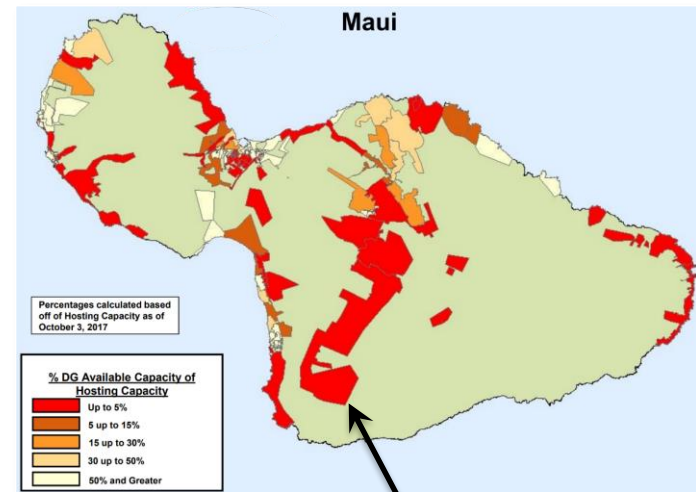 Maui
Percentages calculated based
off of Hosting Capacity as of
October 3, 2017
% DG Available Capacity of
Hosting Capacity
Up to 5%
5 up to 15%
15 up to 30%
30 up to 50%
50% and Greater